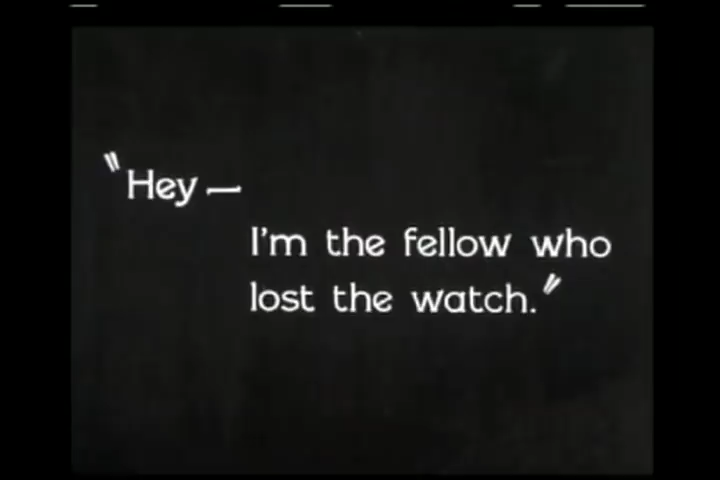 "Hey —
I'm the fellow who
lost the watch."